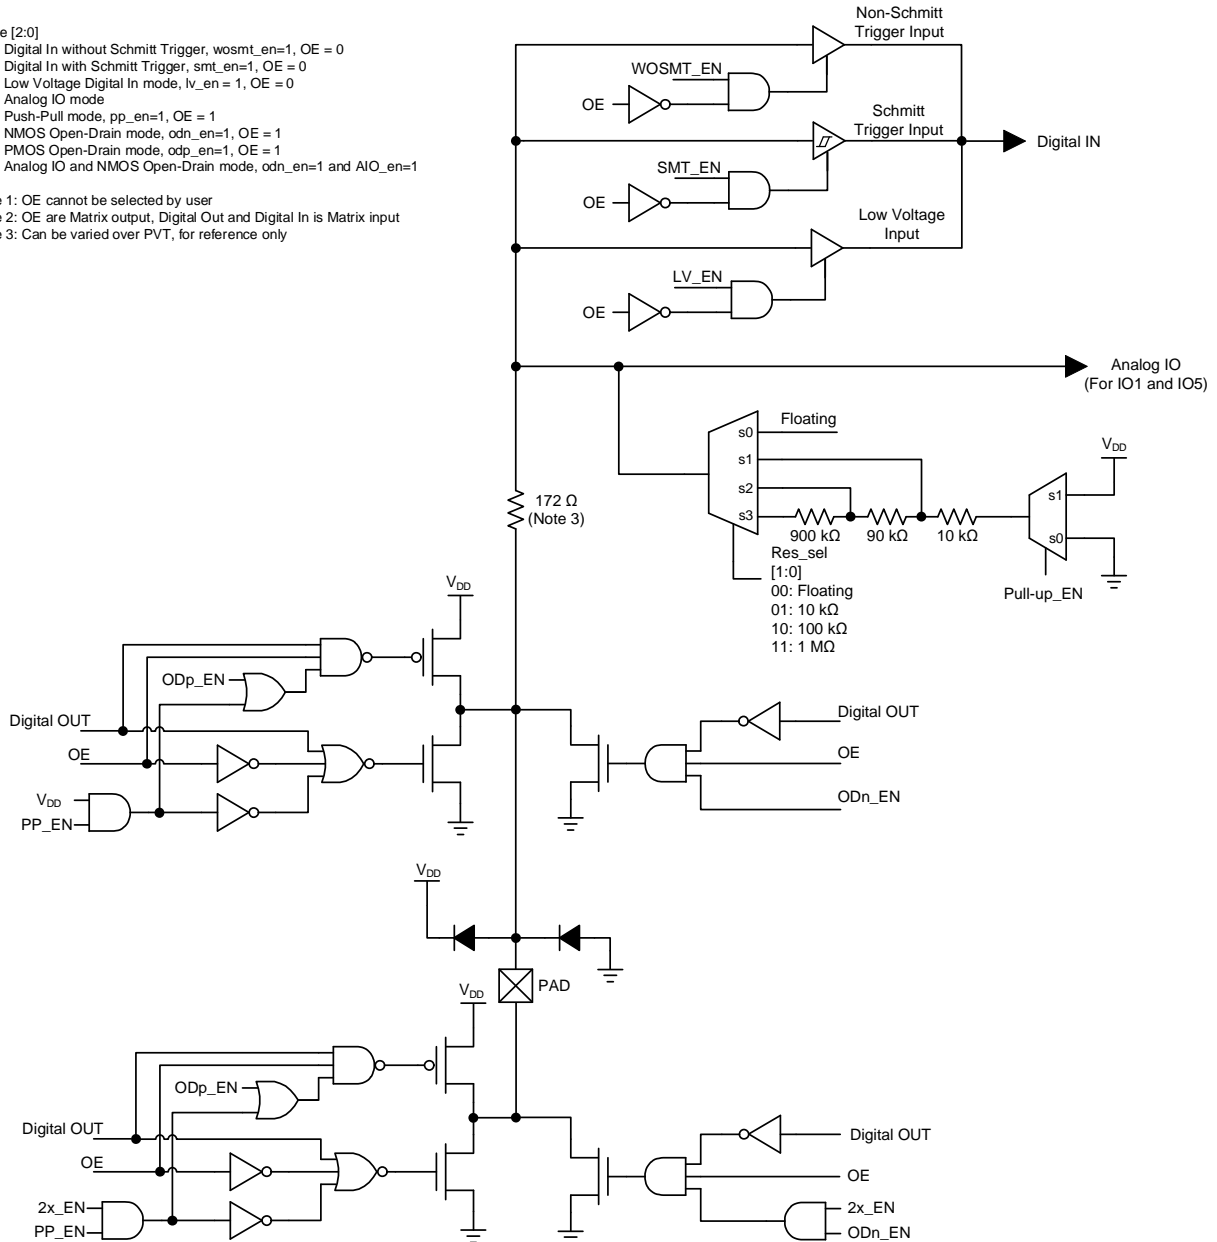 Non-Schmitt
Trigger Input
e [2:0]
Digital In without Schmitt Trigger, wosmt_en=1, OE = 0
Digital In with Schmitt Trigger, smt_en=1, OE = 0
Low Voltage Digital In mode, lv_en = 1, OE =0
Analog IO mode
Push-Pull mode, pp_en=1, OE = 1
NMOS Open-Drain mode, odn_en=1, OE = 1
PMOS Open-Drain mode, odp_en=1, OE = 1
Analog IO and NMOS Open-Drain mode, odn_en=1 and AIO_en=1
e 1: OE cannot be selected by user
e 2: OE are Matrix output, Digital Out and Digital In is Matrix input
e 3: Can be varied over PVT, for reference only
WOSMT_EN
OE
Schmitt
Trigger Input
Digital IN
SMT_EN
OE
Low Voltage
Input
LV_EN
OE
Analog IO
(For IO1 and IO5)
Floating
s0
s1
s2
s3
VDD
s1
s0
172 Ω
(Note 3)
900 kΩ
90 kΩ
10 kΩ
Res_sel
[1:0]
00: Floating
01: 10 kΩ
10: 100 kΩ
11: 1 MΩ
Pull-up_EN
VDD
ODp_EN
Digital OUT
OE
VDD
PP_EN
Digital OUT
OE
ODn_EN
VDD
PAD
VDD
ODp_EN
Digital OUT
OE
2x_EN
PP_EN
Digital OUT
OE
2x_EN
ODn_EN